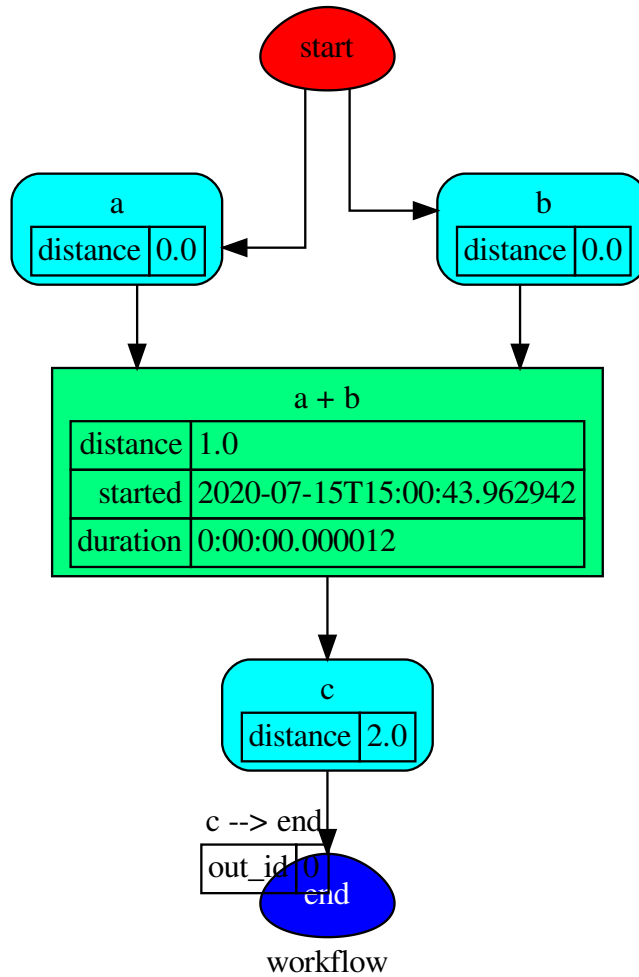 start
a
distance 0.0
b
distance 0.0
a + b
distance 1.0
started 2020-07-15T15:00:43.962942
duration 0:00:00.000012
c
distance 2.0
c --> end
out_id 0
end
workflow